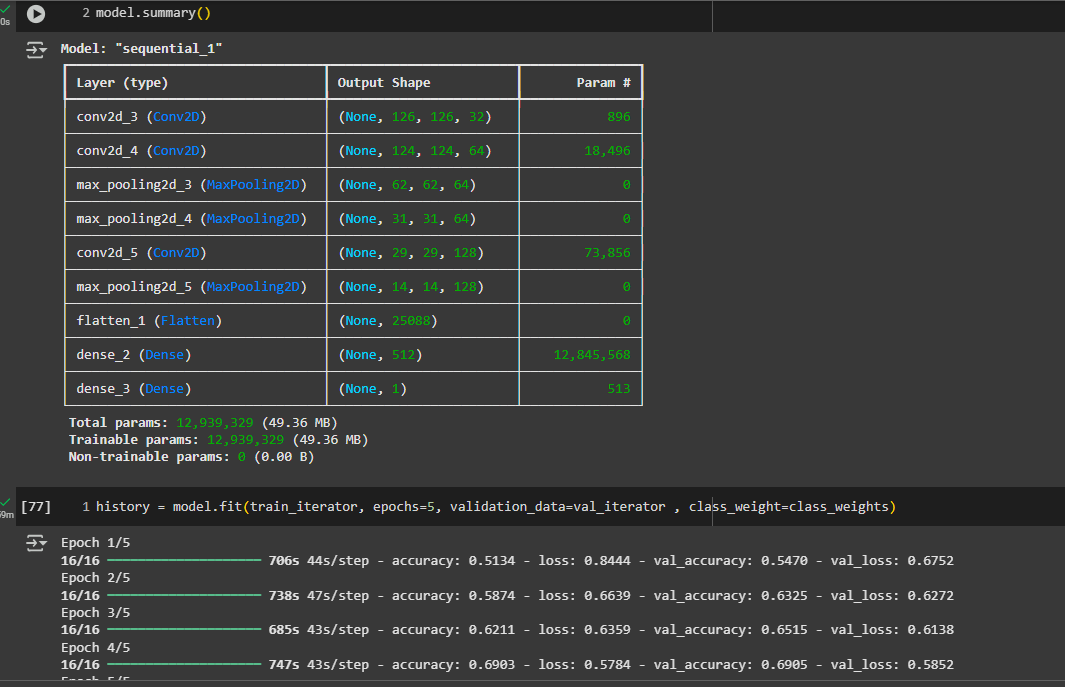 0s 2 model.summary()
Model: "sequential_1"
Layer (type) Output Shape Param #
conv2d_3 (Conv2D) (None, 126, 126, 32) 896
conv2d_4 (Conv2D) (None, 124, 124, 64) 18,496
max_pooling2d_3 (MaxPooling2D) (None, 62, 62, 64) 0
max_pooling2d_4 (MaxPooling2D) (None, 31, 31, 64) 0
conv2d_5 (Conv2D) (None, 29, 29, 128) 73,856
max_pooling2d_5 (MaxPooling2D) (None, 14, 14, 128) 0
flatten_1 (Flatten) (None, 25088) 0
dense_2 (Dense) (None, 512) 12,845,568
dense_3 (Dense) (None, 1) 513
Total params: 12,939,329 (49.36 MB)
Trainable params: 12,939,329 (49.36 MB)
Non-trainable params: 0 (0.00 B)
[77] 1 history = model.fit(train_iterator, epochs=5, validation_data=val_iterator , class_weight=class_weights)
Epoch 1/5
16/16 706s 44s/step - accuracy: 0.5134 - loss: 0.8444 - val_accuracy: 0.5470 - val_loss: 0.6752
Epoch 2/5
16/16 738s 47s/step - accuracy: 0.5874 - loss: 0.6639 - val_accuracy: 0.6325 - val_loss: 0.6272
Epoch 3/5
16/16 685s 43s/step - accuracy: 0.6211 - loss: 0.6359 - val_accuracy: 0.6515 - val_loss: 0.6138
Epoch 4/5
16/16 747s 43s/step - accuracy: 0.6903 - loss: 0.5784 - val_accuracy: 0.6905 - val_loss: 0.5852